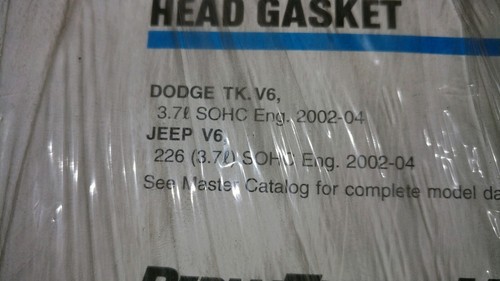 HEAD GASKET
DODGE TK. V6,
3.7ℓ SOHC Eng. 2002-04
JEEP V6
226 (3.7ℓ) SOHC Eng. 2002-04
See Master Catalog for complete model da